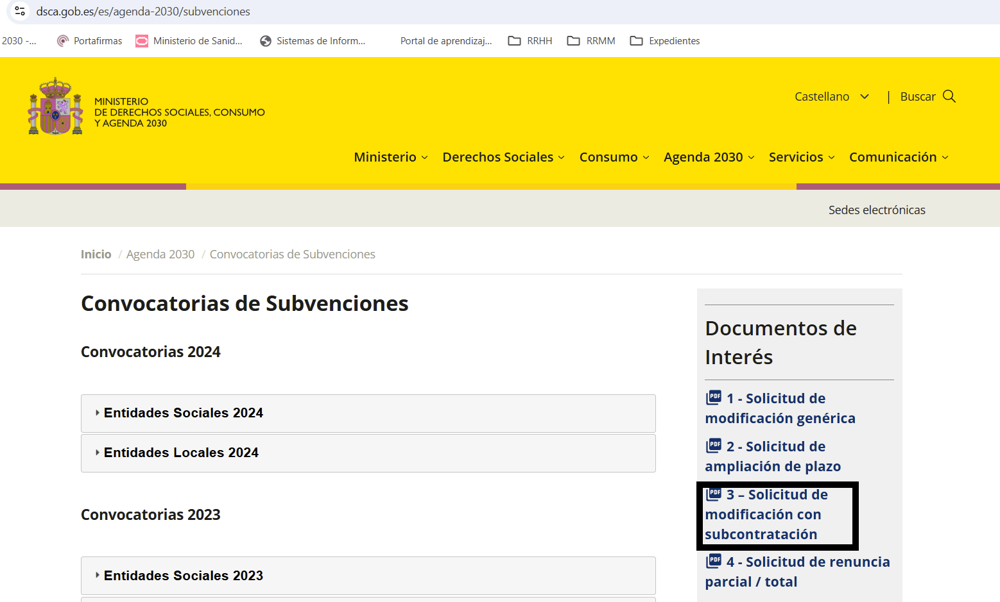 dsca.gob.es/es/agenda-2030/subvenciones
2030 -... Portafirmas Ministerio de Sanid... Sistemas de Inform... Portal de aprendizaj... RRHH RRMM Expedientes
MINISTERIO
DE DERECHOS SOCIALES, CONSUMO
Y AGENDA 2030
Castellano | Buscar
Ministerio Derechos Sociales Consumo Agenda 2030 Servicios Comunicación
Sedes electrónicas
Inicio / Agenda 2030 / Convocatorias de Subvenciones
Convocatorias de Subvenciones
Convocatorias 2024
Entidades Sociales 2024
Entidades Locales 2024
Convocatorias 2023
Entidades Sociales 2023
Documentos de
Interés
PDF 1 - Solicitud de
modificación genérica
PDF 2 - Solicitud de
ampliación de plazo
PDF 3 – Solicitud de
modificación con
subcontratación
PDF 4 - Solicitud de renuncia
parcial / total